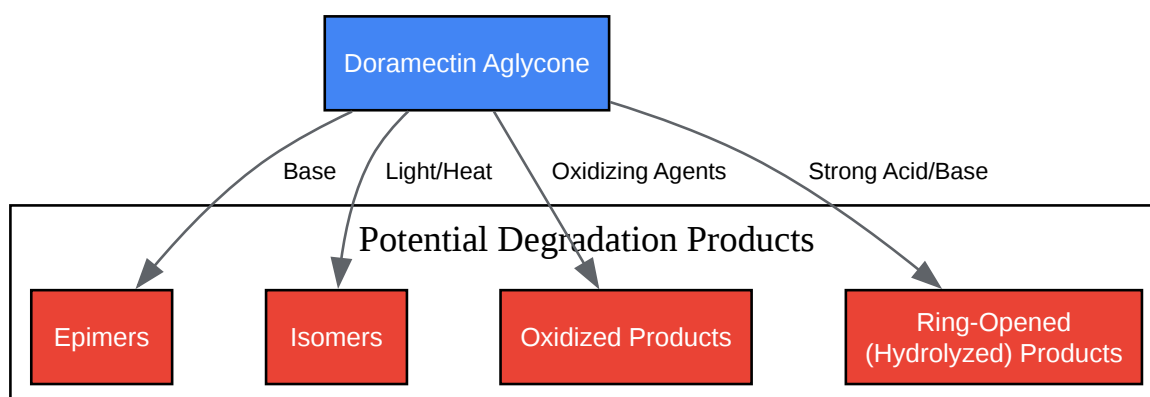 Doramectin Aglycone
Base
Light/Heat
Oxidizing Agents
Strong Acid/Base
Potential Degradation Products
Epimers
Isomers
Oxidized Products
Ring-Opened
(Hydrolyzed) Products